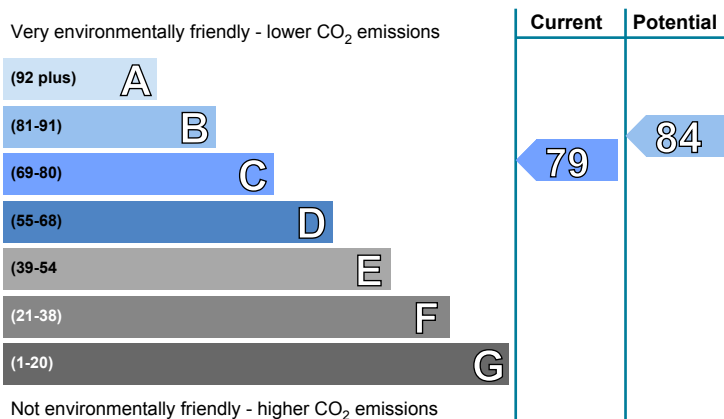 Very environmentally friendly - lower CO2 emissions
Current
Potential
(92 plus) A
(81-91) B
(69-80) C
(55-68) D
(39-54 E
(21-38) F
(1-20) G
79
84
Not environmentally friendly - higher CO2 emissions